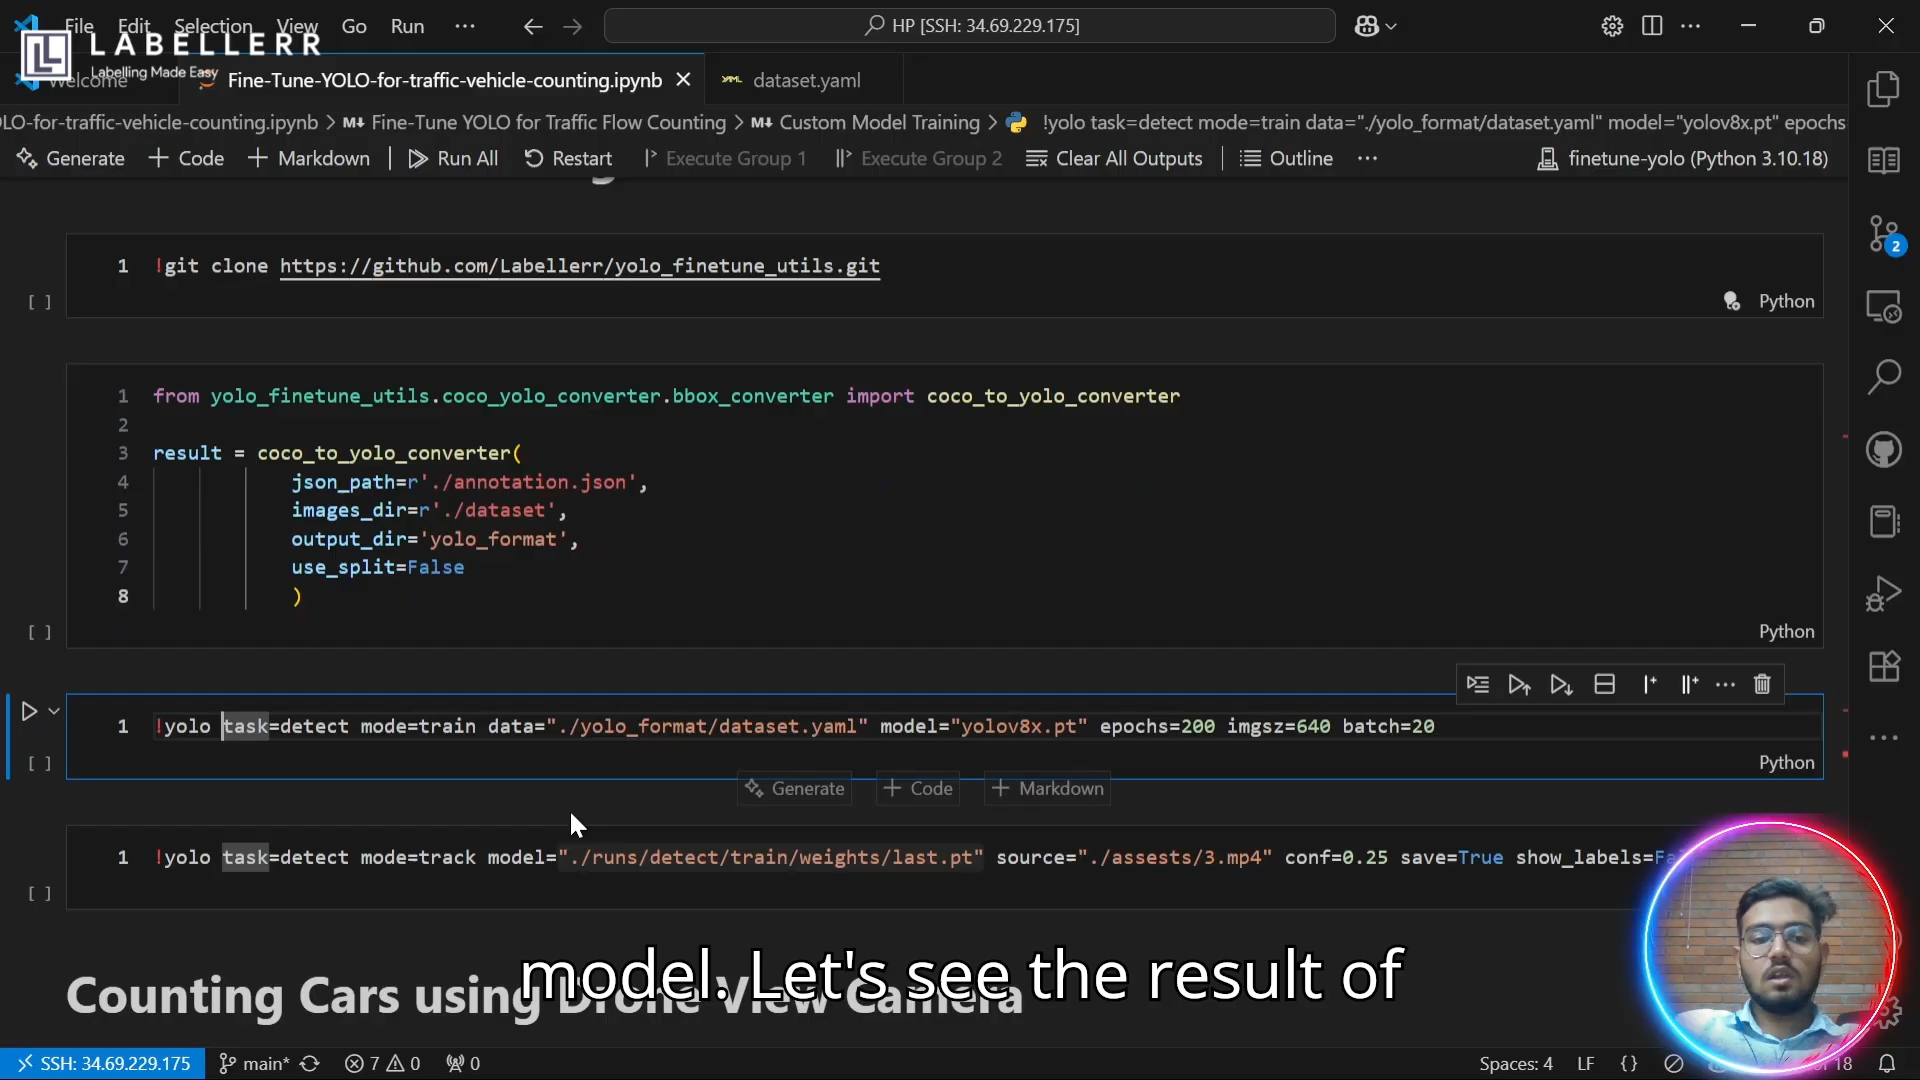 File Edit Selection View Go Run ··· HP [SSH: 34.69.229.175]
LABELLERR
Labelling Made Easy
Welcome Fine-Tune-YOLO-for-traffic-vehicle-counting.ipynb dataset.yaml
LO-for-traffic-vehicle-counting.ipynb > M↓ Fine-Tune YOLO for Traffic Flow Counting > M↓ Custom Model Training > !yolo task=detect mode=train data="./yolo_format/dataset.yaml" model="yolov8x.pt" epochs
Generate + Code + Markdown Run All Restart Execute Group 1 Execute Group 2 Clear All Outputs Outline ··· finetune-yolo (Python 3.10.18)
1 !git clone https://github.com/Labellerr/yolo_finetune_utils.git
[ ] Python
2
1 from yolo_finetune_utils.coco_yolo_converter.bbox_converter import coco_to_yolo_converter
2
3 result = coco_to_yolo_converter(
4 json_path=r'./annotation.json',
5 images_dir=r'./dataset',
6 output_dir='yolo_format',
7 use_split=False
8 )
[ ] Python
1 !yolo task=detect mode=train data="./yolo_format/dataset.yaml" model="yolov8x.pt" epochs=200 imgsz=640 batch=20
[ ] Python
Generate + Code + Markdown
1 !yolo task=detect mode=track model="./runs/detect/train/weights/last.pt" source="./assests/3.mp4" conf=0.25 save=True show_labels=Fa
[ ]
Counting Cars using Drone View Camera
model. Let's see the result of
SSH: 34.69.229.175 main* 7 0 0 Spaces: 4 LF {} 18